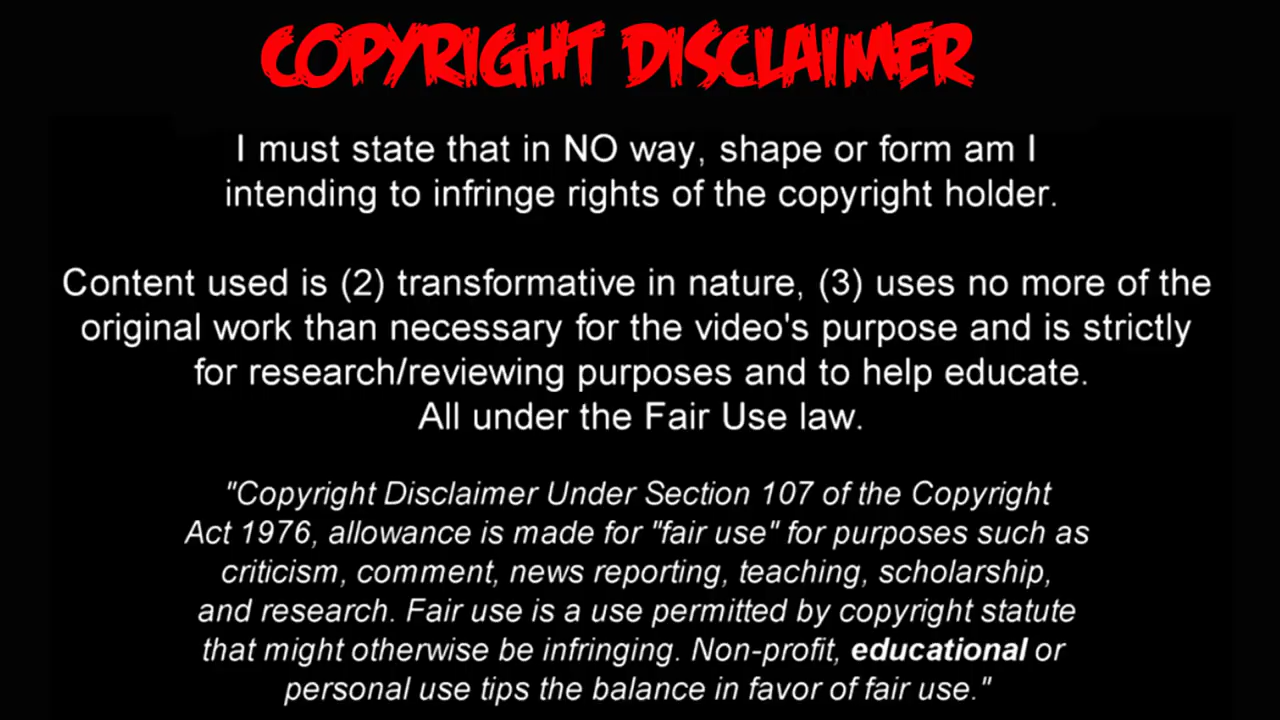 COPYRIGHT DISCLAIMER
I must state that in NO way, shape or form am I
intending to infringe rights of the copyright holder.
Content used is (2) transformative in nature, (3) uses no more of the
original work than necessary for the video's purpose and is strictly
for research/reviewing purposes and to help educate.
All under the Fair Use law.
"Copyright Disclaimer Under Section 107 of the Copyright
Act 1976, allowance is made for "fair use" for purposes such as
criticism, comment, news reporting, teaching, scholarship,
and research. Fair use is a use permitted by copyright statute
that might otherwise be infringing. Non-profit, educational or
personal use tips the balance in favor of fair use."